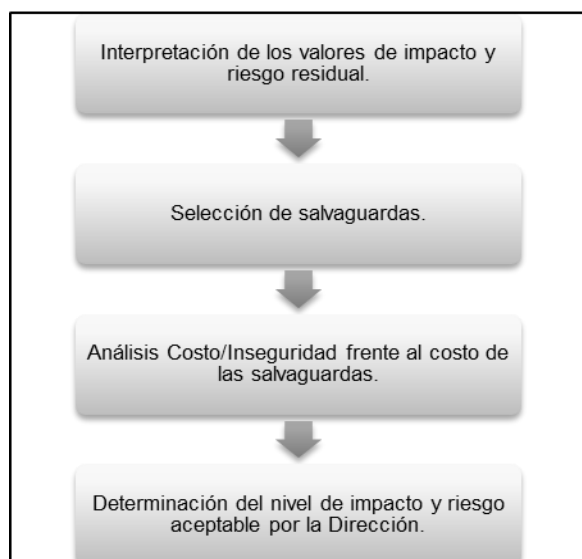 Interpretación de los valores de impacto y
riesgo residual.
Selección de salvaguardas.
Análisis Costo/Inseguridad frente al costo de
las salvaguardas.
Determinación del nivel de impacto y riesgo
aceptable por la Dirección.